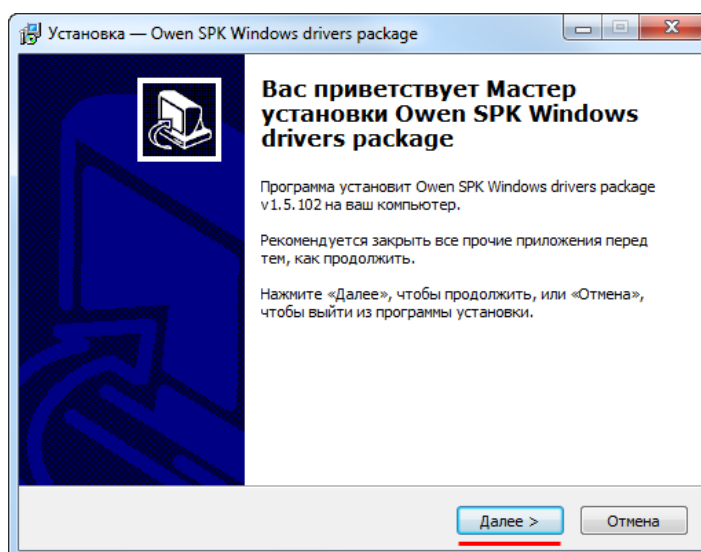 Установка — Owen SPK Windows drivers package
Вас приветствует Мастер
установки Owen SPK Windows
drivers package
Программа установит Owen SPK Windows drivers package
v1.5.102 на ваш компьютер.
Рекомендуется закрыть все прочие приложения перед
тем, как продолжить.
Нажмите «Далее», чтобы продолжить, или «Отмена»,
чтобы выйти из программы установки.
Далее >
Отмена